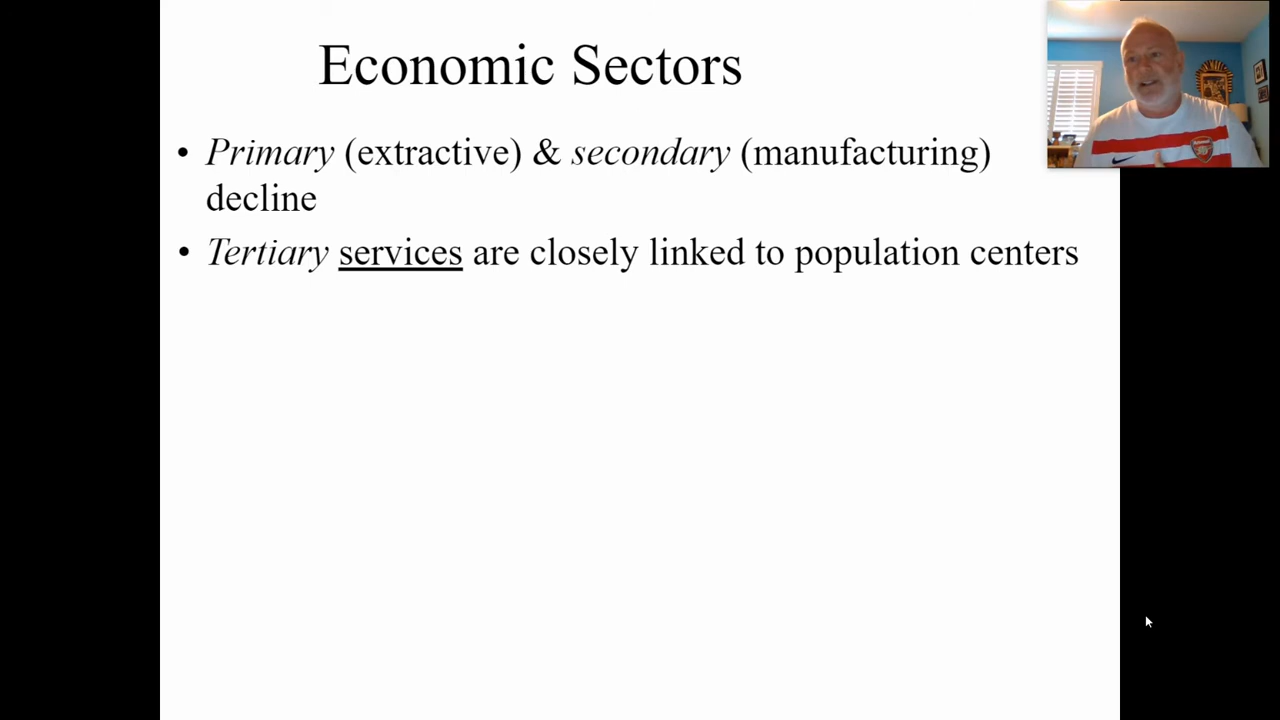 Economic Sectors
• Primary (extractive) & secondary (manufacturing)
decline
• Tertiary services are closely linked to population centers